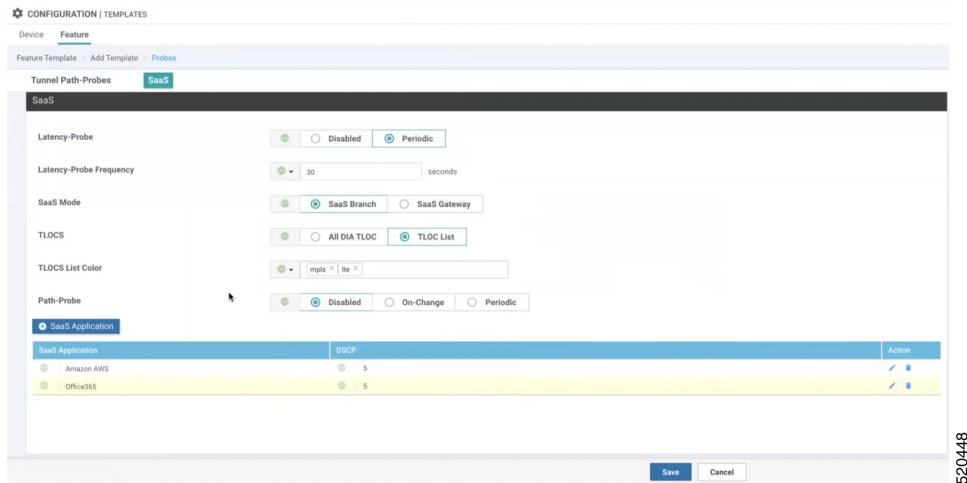 CONFIGURATION | TEMPLATES
Device Feature
Feature Template > Add Template > Probes
Tunnel Path-Probes SaaS
SaaS
Latency-Probe Disabled Periodic
Latency-Probe Frequency 30 seconds
SaaS Mode SaaS Branch SaaS Gateway
TLOCS All DIA TLOC TLOC List
TLOCS List Color mpls × lte ×
Path-Probe Disabled On-Change Periodic
SaaS Application
SaaS Application DSCP Action
Amazon AWS 5
Office365 5
Save Cancel
520448